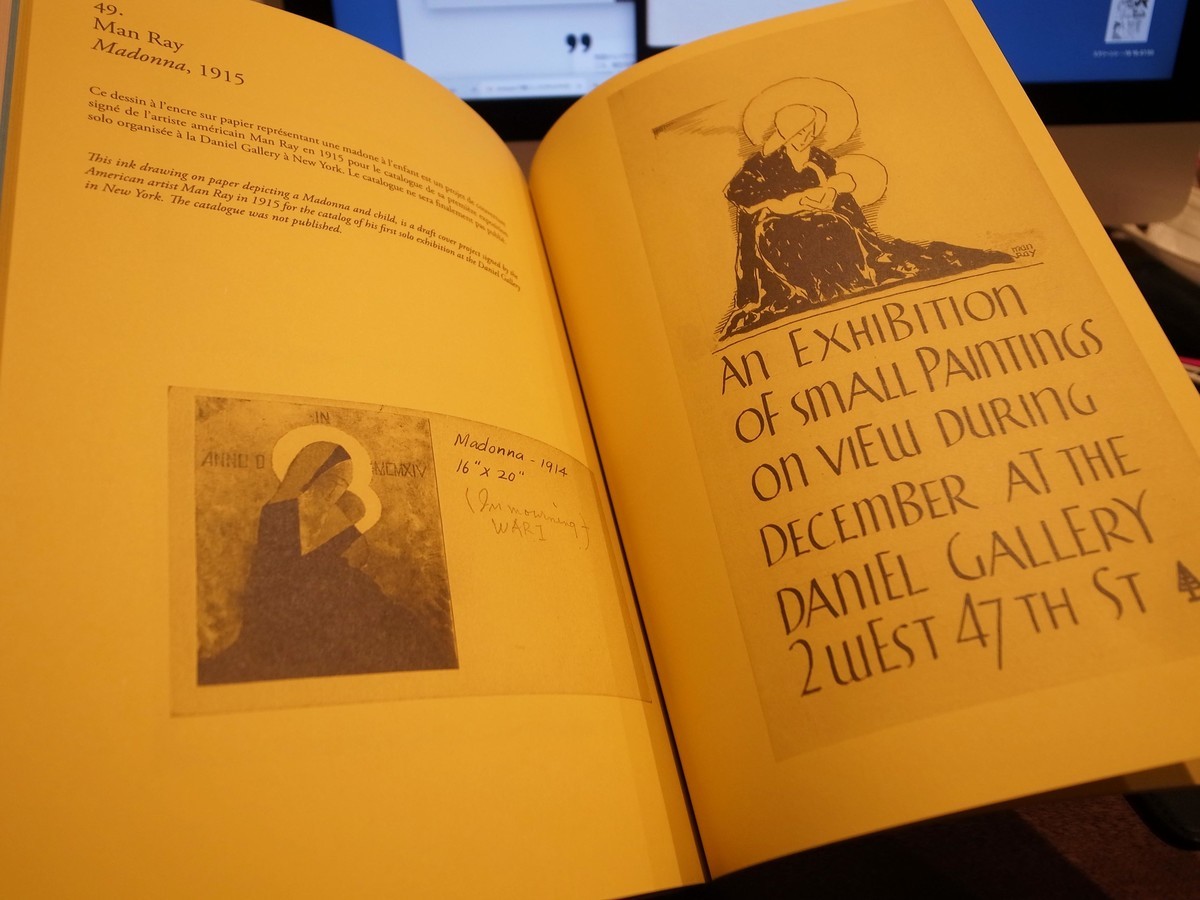 49.
Man Ray
Madonna, 1915
Ce dessin à l'encre sur papier représentant une madone à l'enfant est un projet de couverture
signé de l'artiste américain Man Ray en 1915 pour le catalogue de sa première exposition
solo organisée à la Daniel Gallery à New York. Le catalogue ne sera finalement pas publié.
This ink drawing on paper depicting a Madonna and child, is a draft cover project signed by the
American artist Man Ray in 1915 for the catalog of his first solo exhibition at the Daniel Gallery
in New York. The catalogue was not published.
IN
ANNO D
MCMXIV
Madonna - 1914
16" x 20"
(In mourning)
WAR I
man
RAY
AN EXHIBITION
OF SMALL PAINTINGS
ON VIEW DURING
DECEMBER AT THE
DANIEL GALLERY
2 WEST 47TH ST